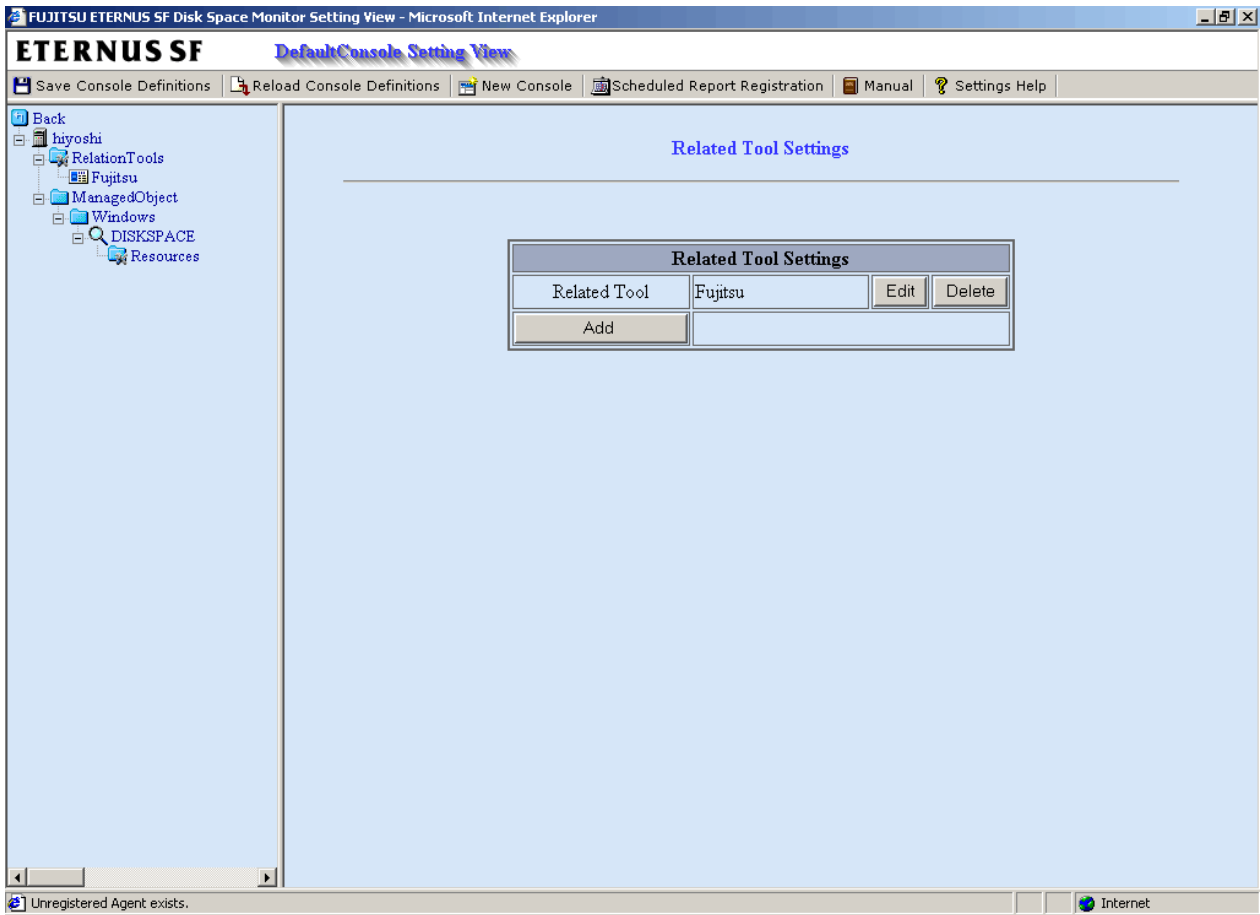 FUJITSU ETERNUS SF Disk Space Monitor Setting View - Microsoft Internet Explorer
ETERNUS SF DefaultConsole Setting View
Save Console Definitions Reload Console Definitions New Console Scheduled Report Registration Manual Settings Help
Back
hiyoshi
RelationTools
Fujitsu
ManagedObject
Windows
DISKSPACE
Resources
Related Tool Settings
Related Tool Settings
Related Tool Fujitsu Edit Delete
Add
Unregistered Agent exists. Internet